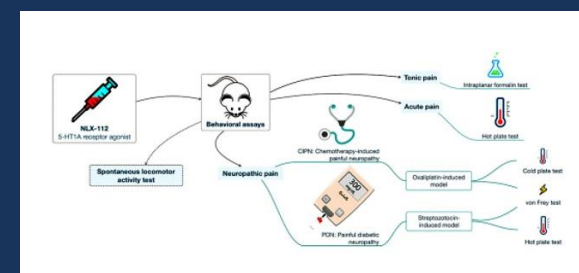 NLX-112
5-HT1A receptor agonist
Behavioral assays
Spontaneous locomotor
activity test
Tonic pain
Intraplanar formalin test
Acute pain
Hot plate test
Neuropathic pain
CIPN: Chemotherapy-induced
painful neuropathy
Oxaliplatin-induced
model
Cold plate test
von Frey test
300
PDN: Painful diabetic
neuropathy
Streptozotocin-
induced model
Hot plate test